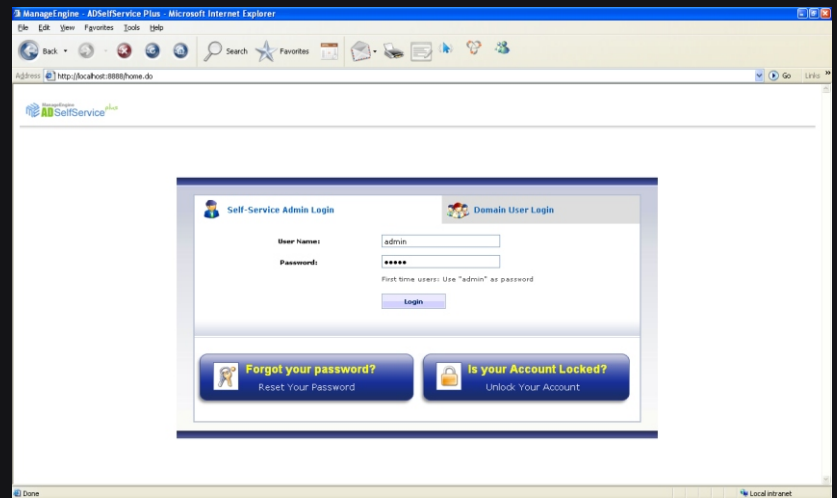 ManageEngine - ADSelfService Plus - Microsoft Internet Explorer
File Edit View Favorites Tools Help
Back Search Favorites
Address http://localhost:8888/home.do Go Links »
ManageEngine
ADSelfService plus
Self-Service Admin Login Domain User Login
User Name: admin
Password: •••••
First time users: Use "admin" as password
Login
Forgot your password? Is your Account Locked?
Reset Your Password Unlock Your Account
Done Local intranet